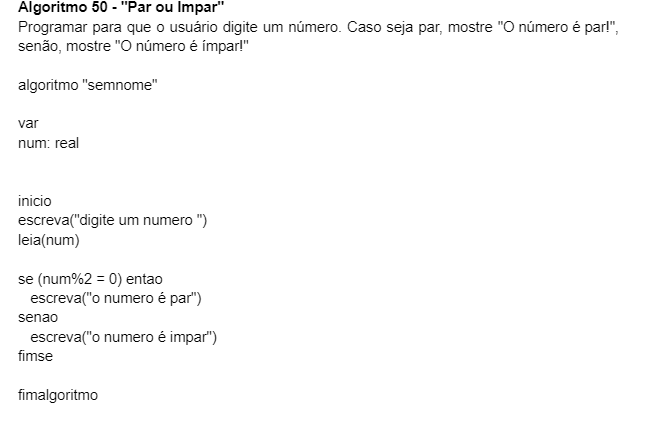 Algoritmo 50 - "Par ou Impar"
Programar para que o usuário digite um número. Caso seja par, mostre "O número é par!",
senão, mostre "O número é ímpar!"
algoritmo "semnome"
var
num: real
inicio
escreva("digite um numero ")
leia(num)
se (num%2 = 0) entao
escreva("o numero é par")
senao
escreva("o numero é impar")
fimse
fimalgoritmo